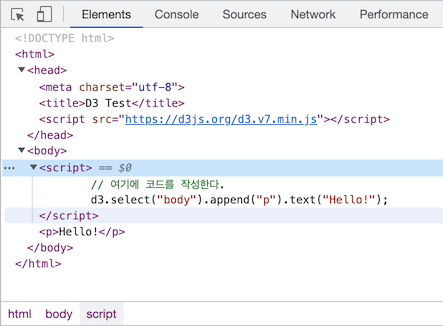 Elements Console Sources Network Performance
<!DOCTYPE html>
<html>
<head>
<meta charset="utf-8">
<title>D3 Test</title>
<script src="https://d3js.org/d3.v7.min.js"></script>
</head>
<body>
<script> == $0
// 여기에 코드를 작성한다.
d3.select("body").append("p").text("Hello!");
</script>
<p>Hello!</p>
</body>
</html>
html body script